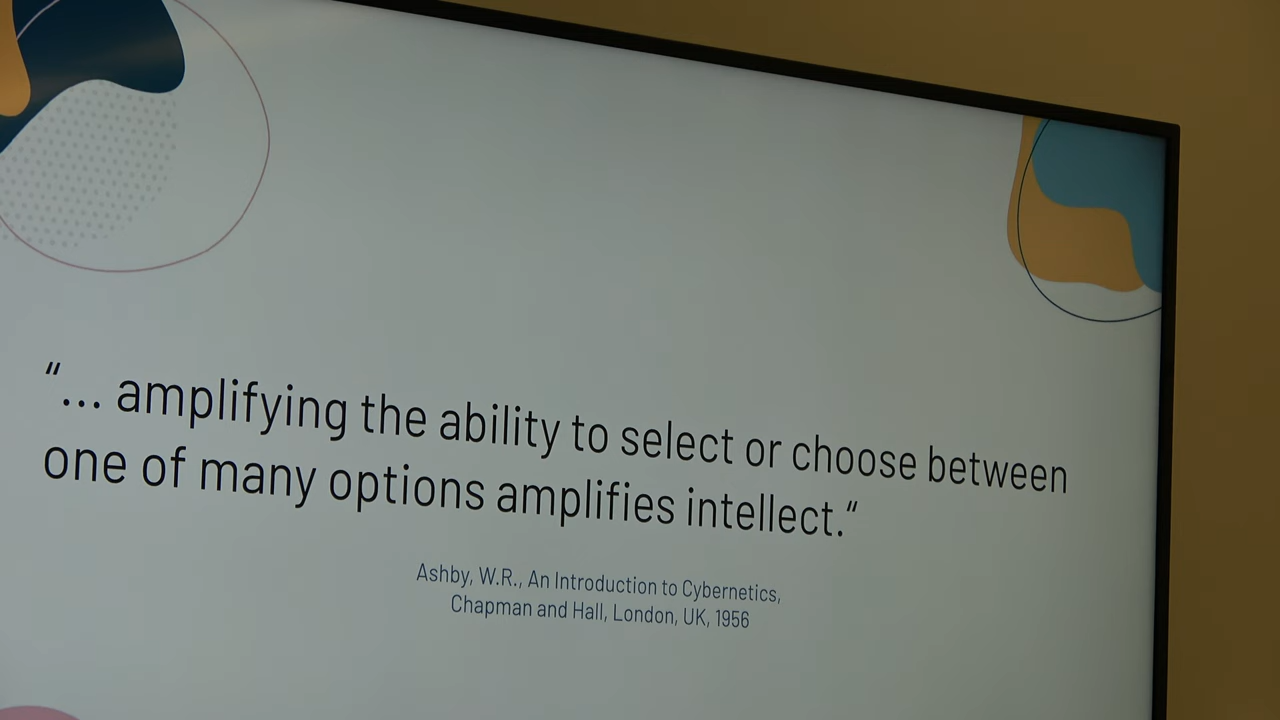 "... amplifying the ability to select or choose between
one of many options amplifies intellect."
Ashby, W.R., An Introduction to Cybernetics,
Chapman and Hall, London, UK, 1956